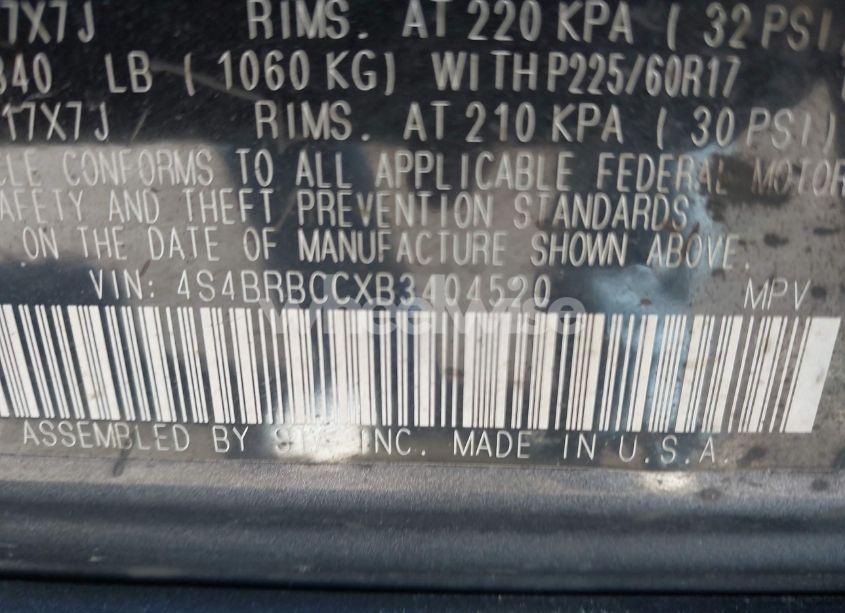 17X7J RIMS. AT 220 KPA ( 32 PSI)
340 LB ( 1060 KG) WITH P225/60R17
17X7J RIMS. AT 210 KPA ( 30 PSI)
CLE CONFORMS TO ALL APPLICABLE FEDERAL MOTOR
AFETY AND THEFT PREVENTION STANDARDS
ON THE DATE OF MANUFACTURE SHOWN ABOVE.
VIN: 4S4BRBCCXB3404520 MPV
wheelwise
ASSEMBLED BY INC. MADE IN U.S.A.